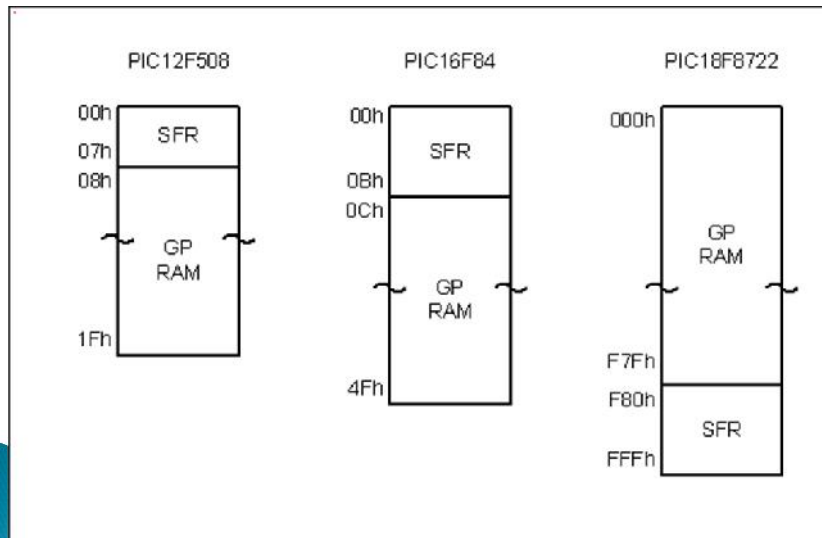 PIC12F508
00h
SFR
07h
08h
GP
RAM
1Fh
PIC16F84
00h
SFR
0Bh
0Ch
GP
RAM
4Fh
PIC18F8722
000h
GP
RAM
F7Fh
F80h
SFR
FFFh